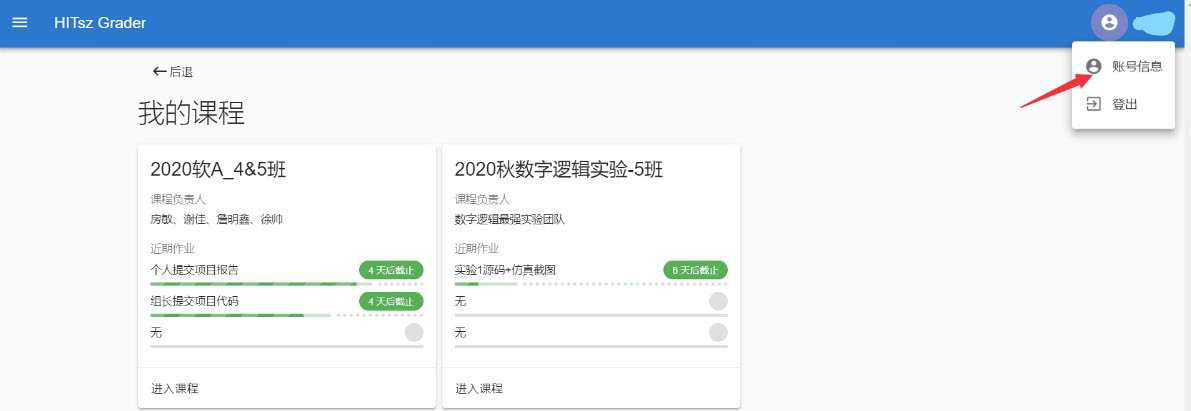 HITsz Grader
账号信息
登出
后退
我的课程
2020软A_4&5班
课程负责人
房敏、谢佳、詹明鑫、徐帅
近期作业
个人提交项目报告
4 天后截止
组长提交项目代码
4 天后截止
无
进入课程
2020秋数字逻辑实验-5班
课程负责人
数字逻辑最强实验团队
近期作业
实验1源码+仿真截图
6 天后截止
无
无
进入课程